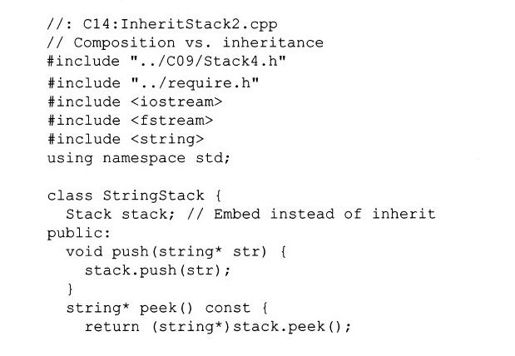 //: C14:InheritStack2.cpp
// Composition vs. inheritance
#include "../C09/Stack4.h"
#include "../require.h"
#include <iostream>
#include <fstream>
#include <string>
using namespace std;

class StringStack {
  Stack stack; // Embed instead of inherit
public:
  void push(string* str) {
    stack.push(str);
  }
  string* peek() const {
    return (string*)stack.peek();